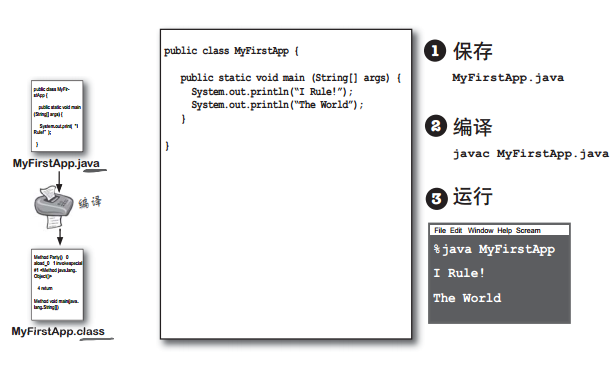 public class MyFir-
stApp {
public static void main
(String[] args) {
System.out.print( "I
Rule!" );
}
MyFirstApp.java
编译
Method Party() 0
aload_0 1 invokespecial
#1 <Method java.lang.
Object()>
4 return
Method void main(java.
lang.String[])
MyFirstApp.class
public class MyFirstApp {
public static void main (String[] args) {
System.out.println(“I Rule!”);
System.out.println(“The World”);
}
}
1 保存
MyFirstApp.java
2 编译
javac MyFirstApp.java
3 运行
File Edit Window Help Scream
%java MyFirstApp
I Rule!
The World